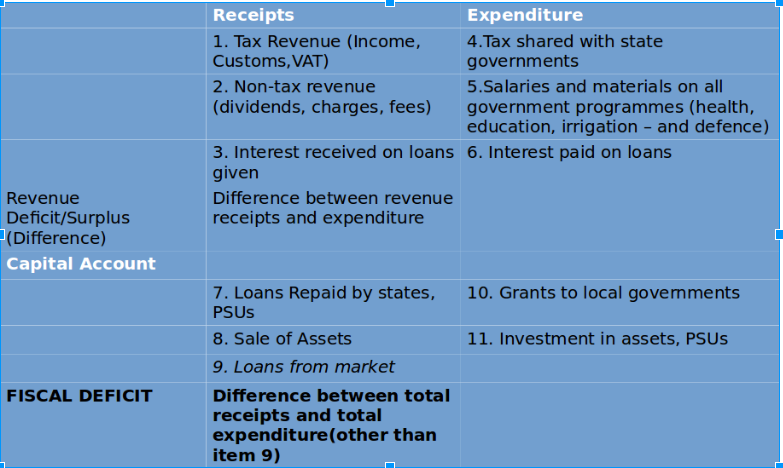 Receipts
Expenditure
1. Tax Revenue (Income,
Customs,VAT)
4.Tax shared with state
governments
2. Non-tax revenue
(dividends, charges, fees)
5.Salaries and materials on all
government programmes (health,
education, irrigation – and defence)
3. Interest received on loans
given
6. Interest paid on loans
Revenue
Deficit/Surplus
(Difference)
Difference between revenue
receipts and expenditure
Capital Account
7. Loans Repaid by states,
PSUs
10. Grants to local governments
8. Sale of Assets
11. Investment in assets, PSUs
9. Loans from market
FISCAL DEFICIT
Difference between total
receipts and total
expenditure(other than
item 9)